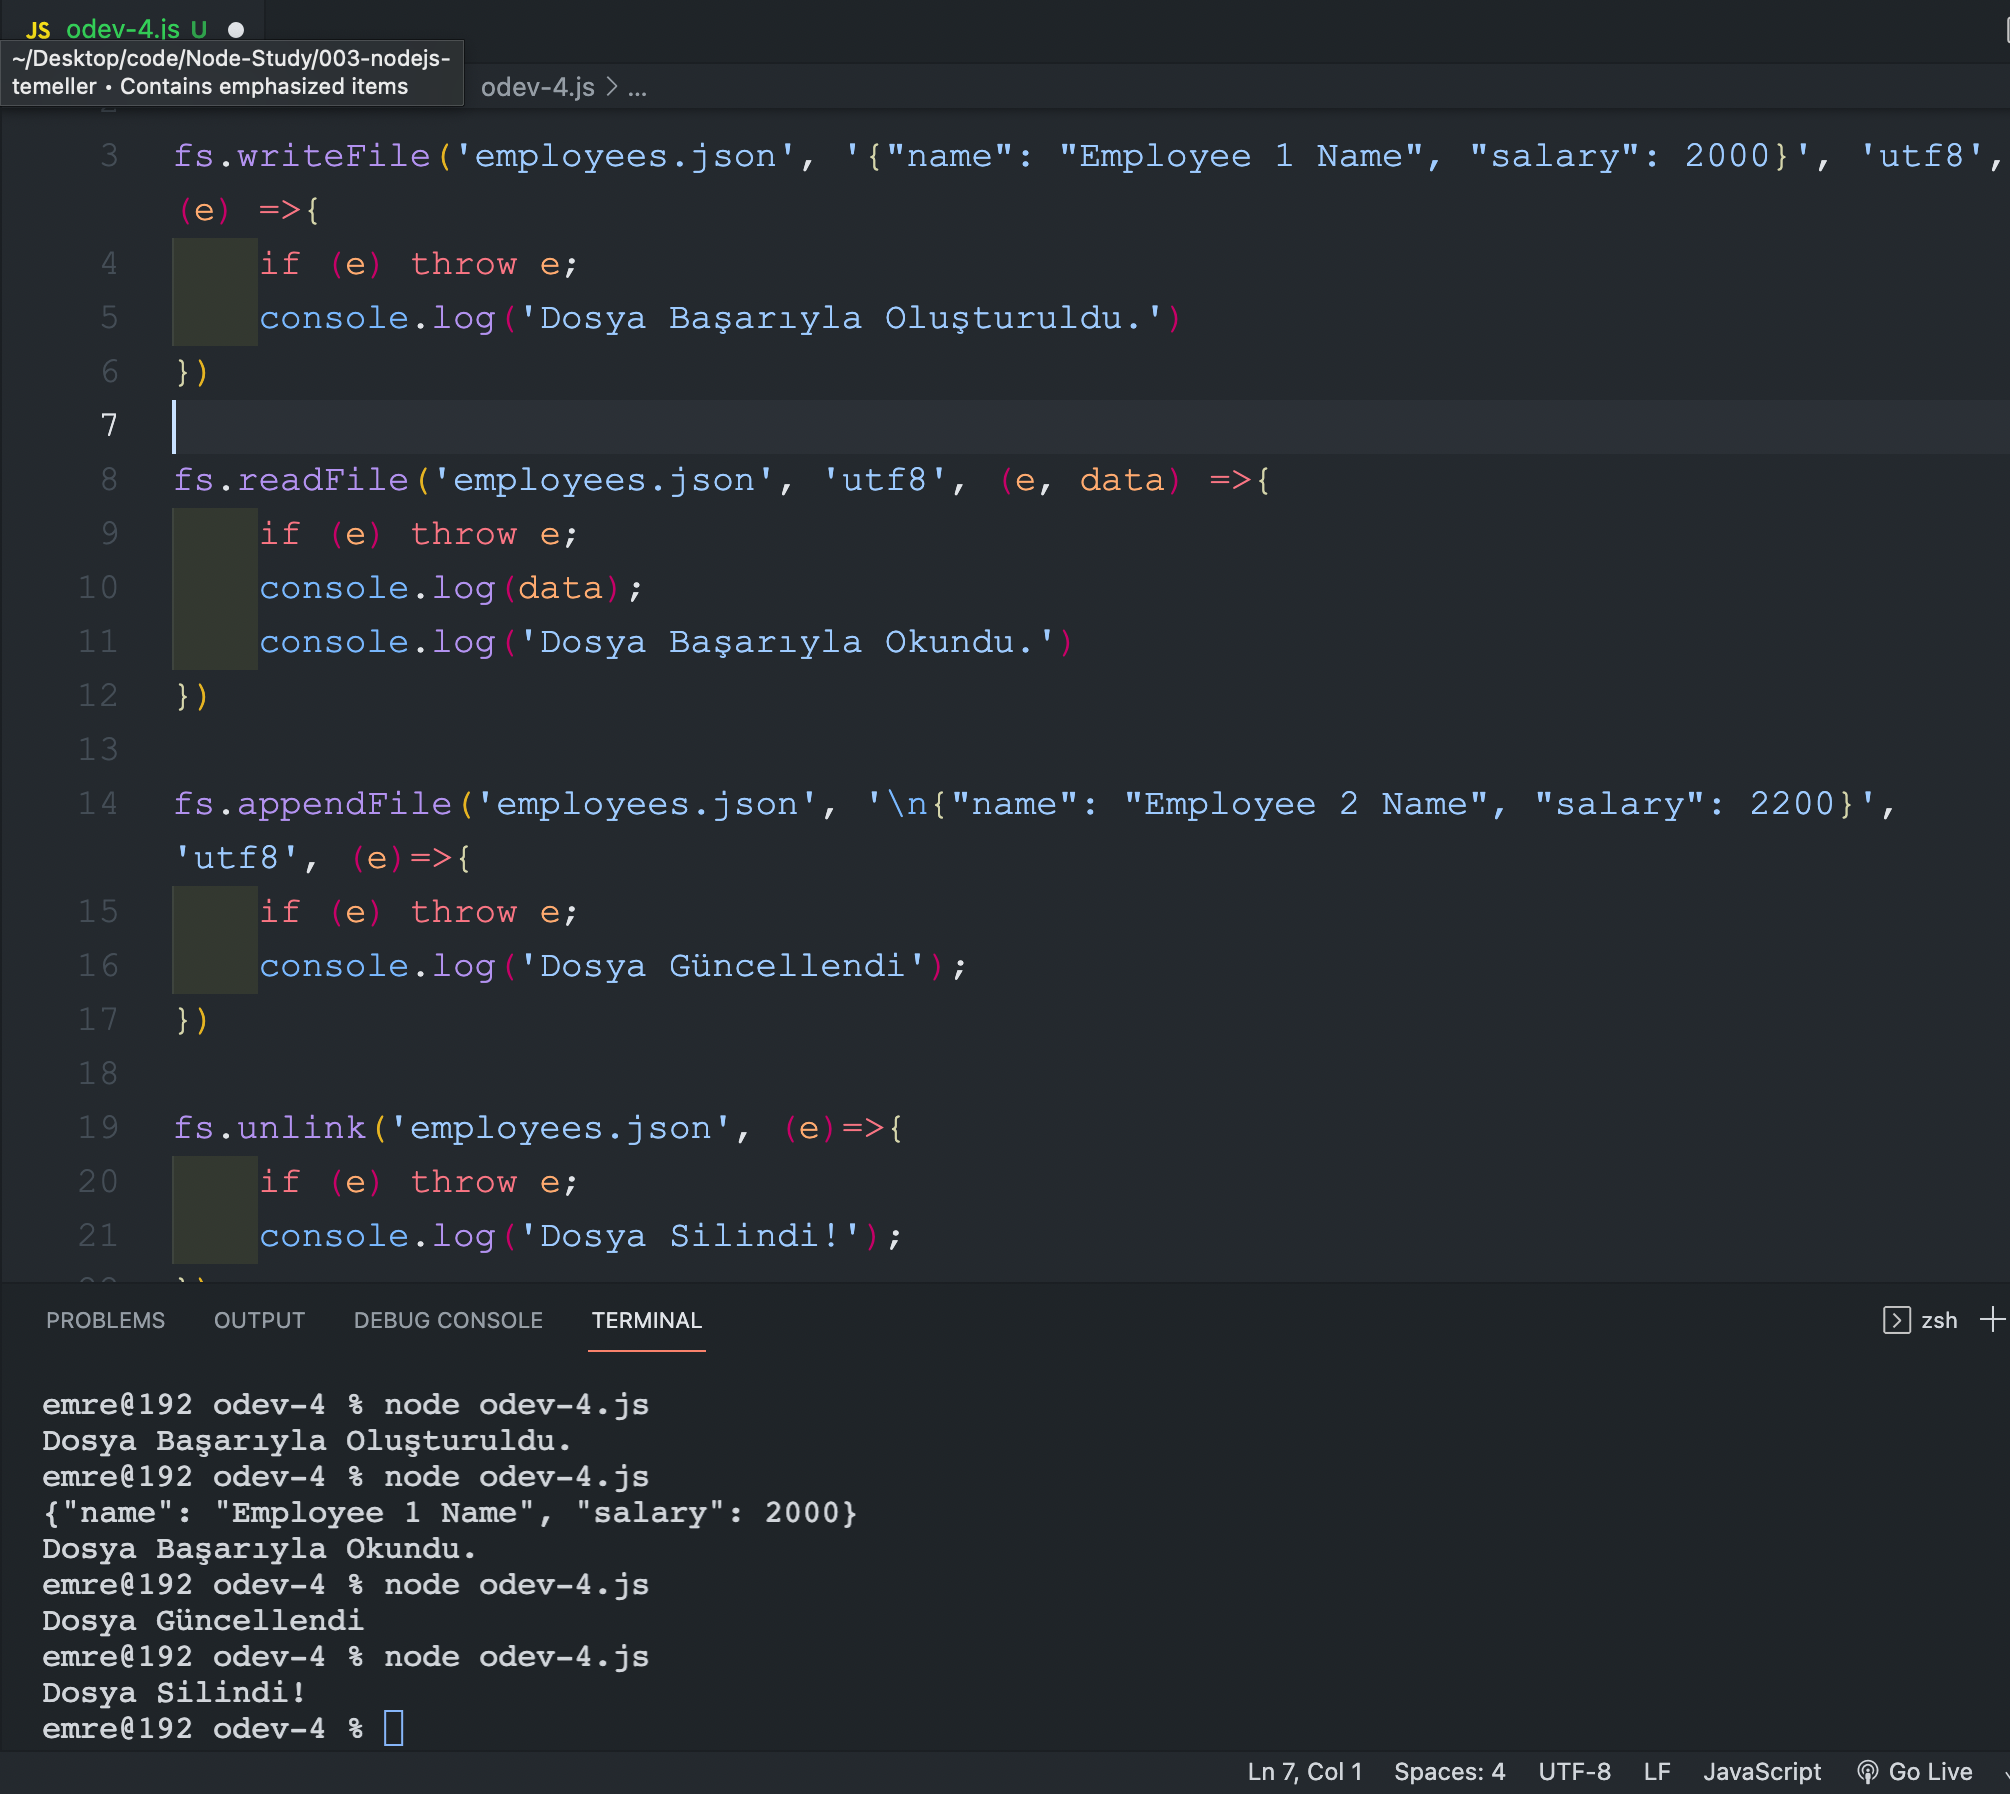 JS odev-4.js U
~/Desktop/code/Node-Study/003-nodejs-
temeller • Contains emphasized items
odev-4.js > ...
3 fs.writeFile('employees.json', '{"name": "Employee 1 Name", "salary": 2000}', 'utf8',
(e) =>{
4 if (e) throw e;
5 console.log('Dosya Başarıyla Oluşturuldu.')
6 })
7
8 fs.readFile('employees.json', 'utf8', (e, data) =>{
9 if (e) throw e;
10 console.log(data);
11 console.log('Dosya Başarıyla Okundu.')
12 })
13
14 fs.appendFile('employees.json', '\n{"name": "Employee 2 Name", "salary": 2200}',
'utf8', (e)=>{
15 if (e) throw e;
16 console.log('Dosya Güncellendi');
17 })
18
19 fs.unlink('employees.json', (e)=>{
20 if (e) throw e;
21 console.log('Dosya Silindi!');
PROBLEMS OUTPUT DEBUG CONSOLE TERMINAL zsh
emre@192 odev-4 % node odev-4.js
Dosya Başarıyla Oluşturuldu.
emre@192 odev-4 % node odev-4.js
{"name": "Employee 1 Name", "salary": 2000}
Dosya Başarıyla Okundu.
emre@192 odev-4 % node odev-4.js
Dosya Güncellendi
emre@192 odev-4 % node odev-4.js
Dosya Silindi!
emre@192 odev-4 %
Ln 7, Col 1 Spaces: 4 UTF-8 LF JavaScript Go Live